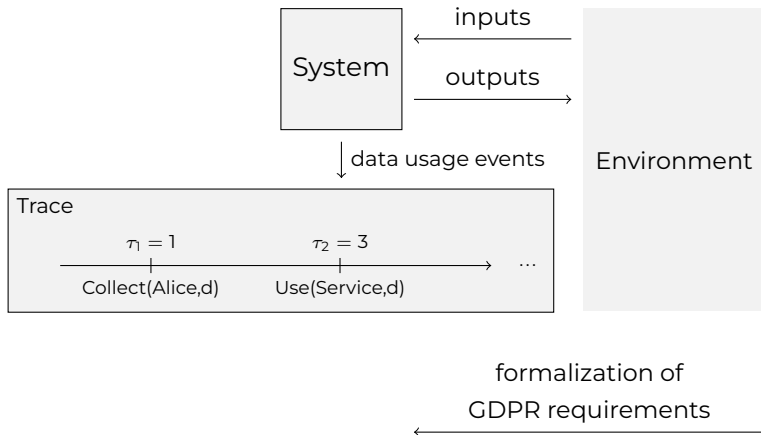 inputs
System
outputs
Environment
data usage events
Trace
τ₁ = 1
τ₂ = 3
...
Collect(Alice,d)
Use(Service,d)
formalization of
GDPR requirements